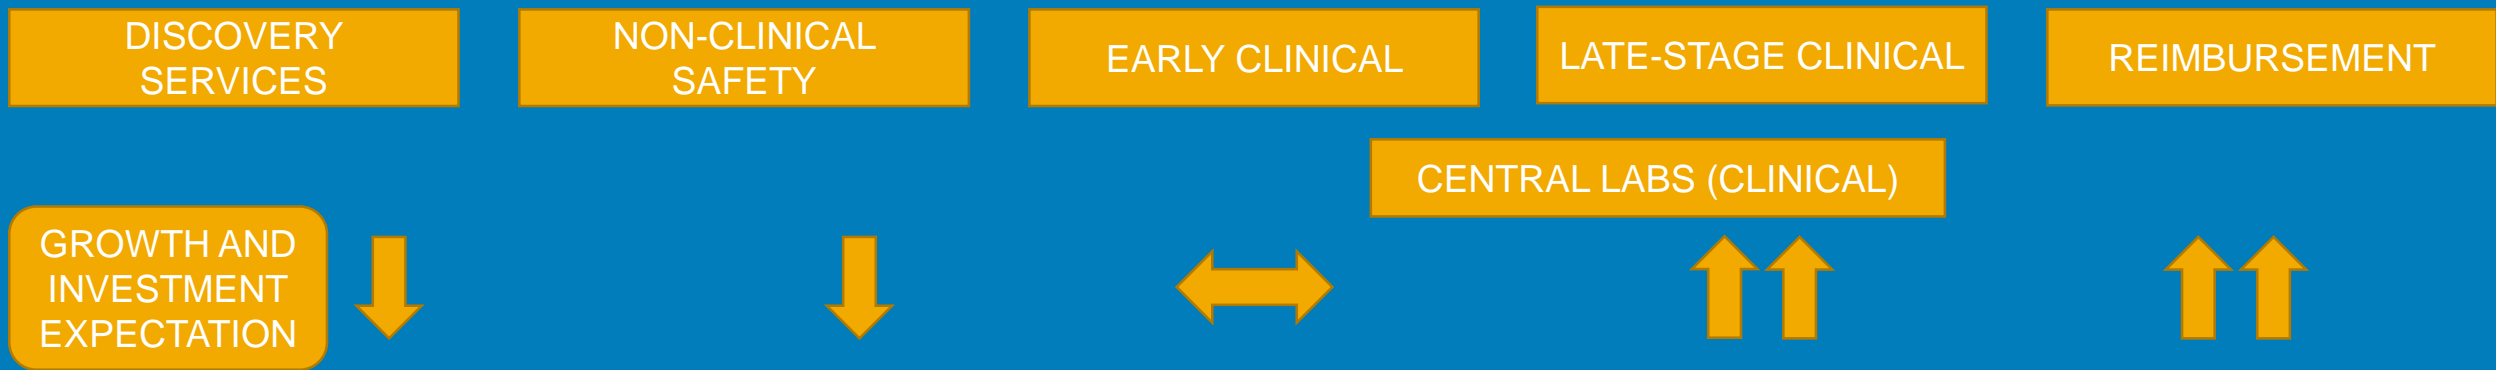 DISCOVERY
SERVICES
NON-CLINICAL
SAFETY
EARLY CLINICAL
LATE-STAGE CLINICAL
REIMBURSEMENT
CENTRAL LABS (CLINICAL)
GROWTH AND
INVESTMENT
EXPECTATION